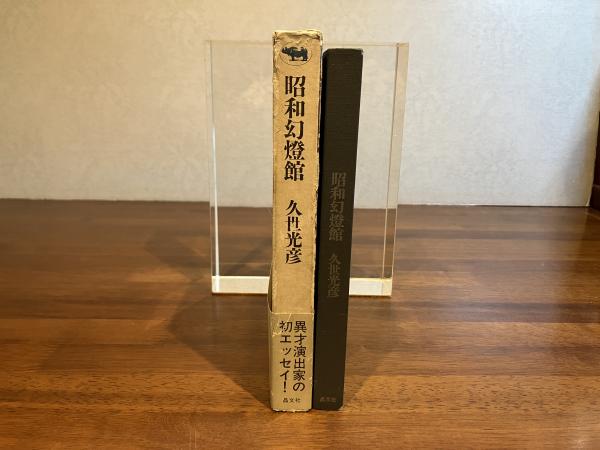 昭和幻燈館
久世光彦
異才演出家の
初エッセイ!
晶文社
昭和幻燈館
久世光彦
晶文社